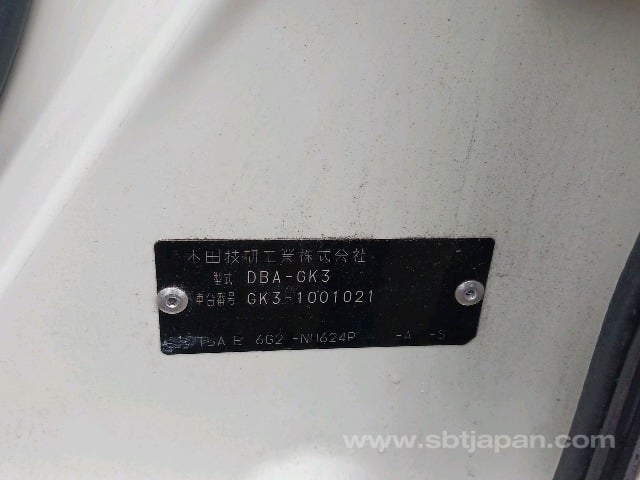 本田技研工業株式会社
型式 DBA-GK3
車台番号 GK3-1001021
6G2 -NH624P -A -S
www.sbtjapan.com